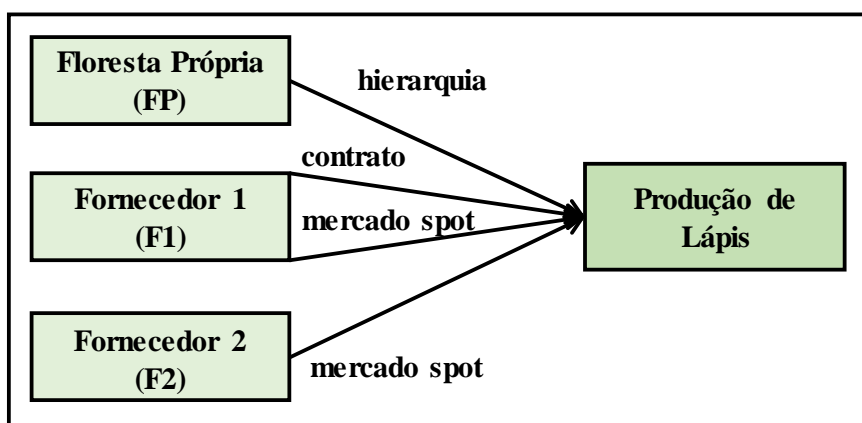 Floresta Própria
(FP)
hierarquia
contrato
Fornecedor 1
(F1)
mercado spot
Produção de
Lápis
Fornecedor 2
(F2)
mercado spot